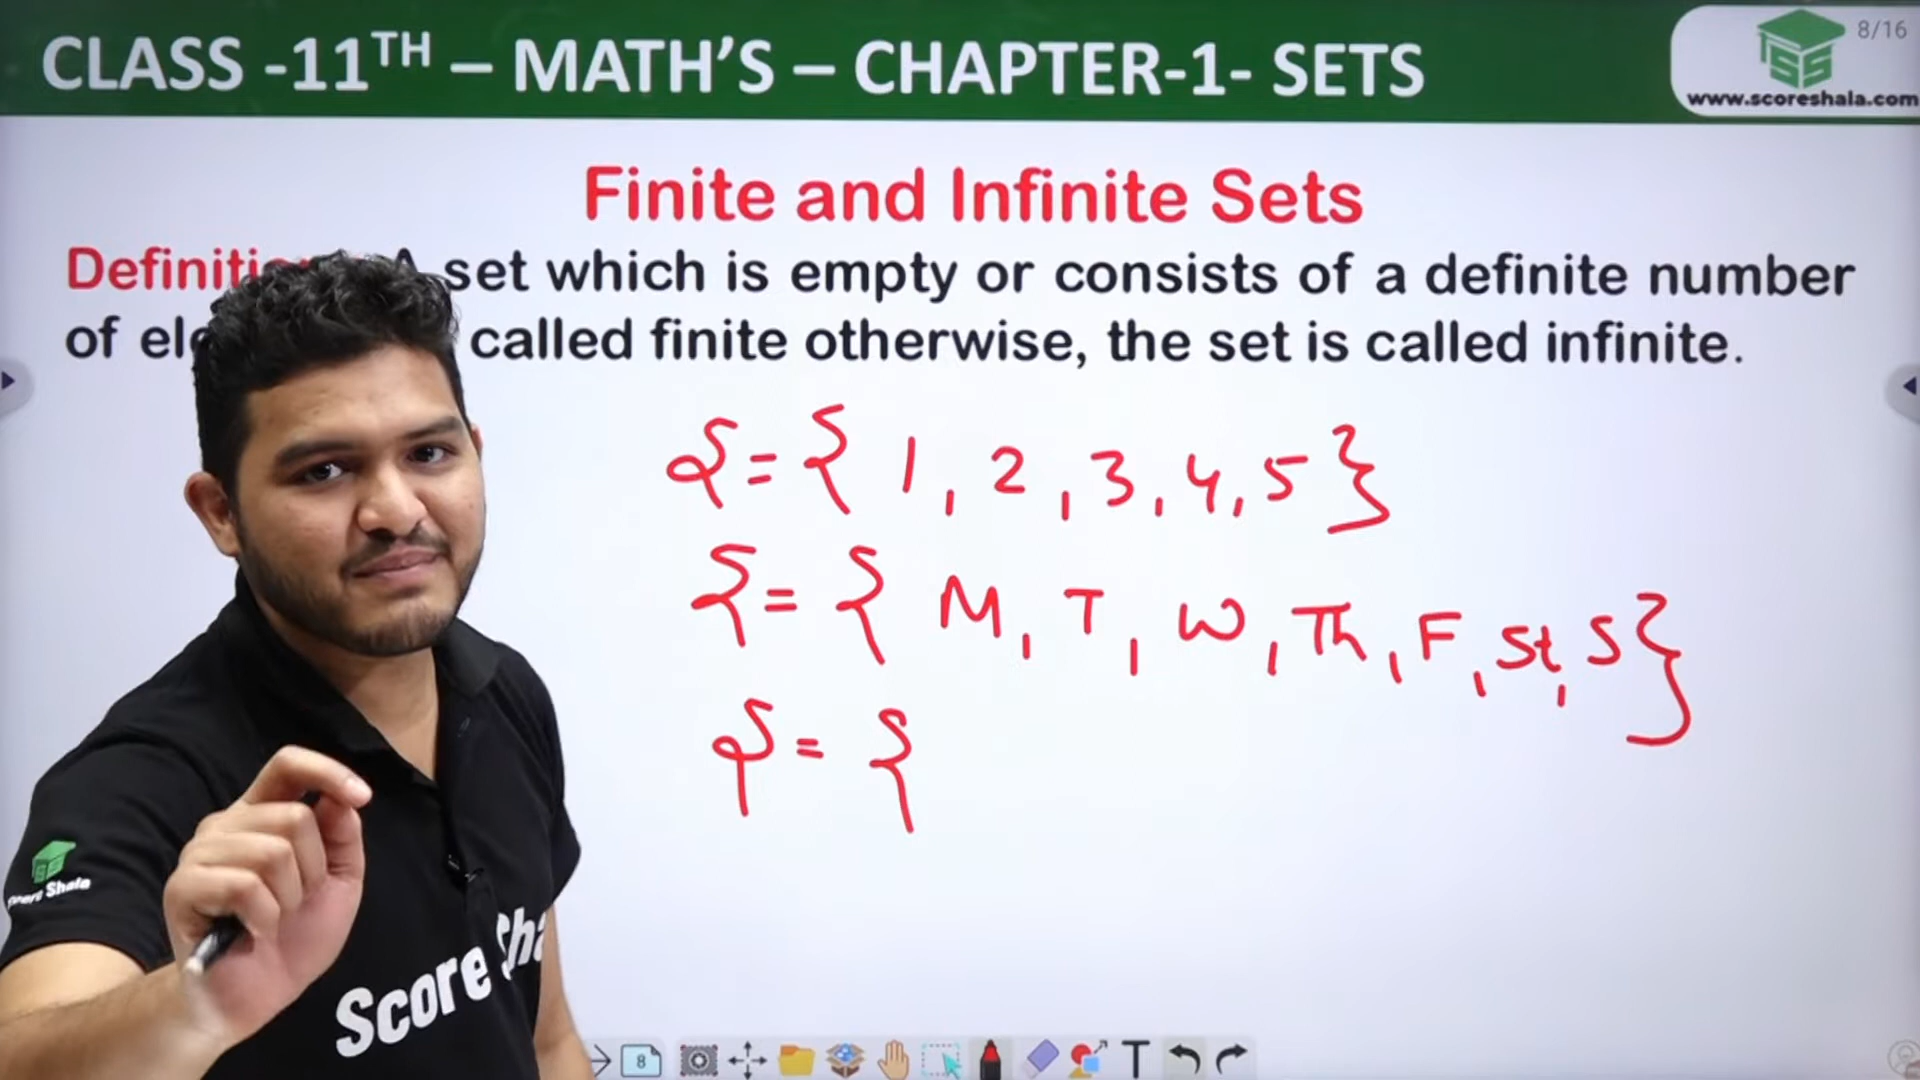 CLASS -11TH – MATH'S – CHAPTER-1- SETS
8/16
www.scoreshala.com
Finite and Infinite Sets
A set which is empty or consists of a definite number
of called finite otherwise, the set is called infinite.
S = { 1, 2, 3, 4, 5 }
S = { M, T, W, Th, F, St, S }
S = {
Score
8
T